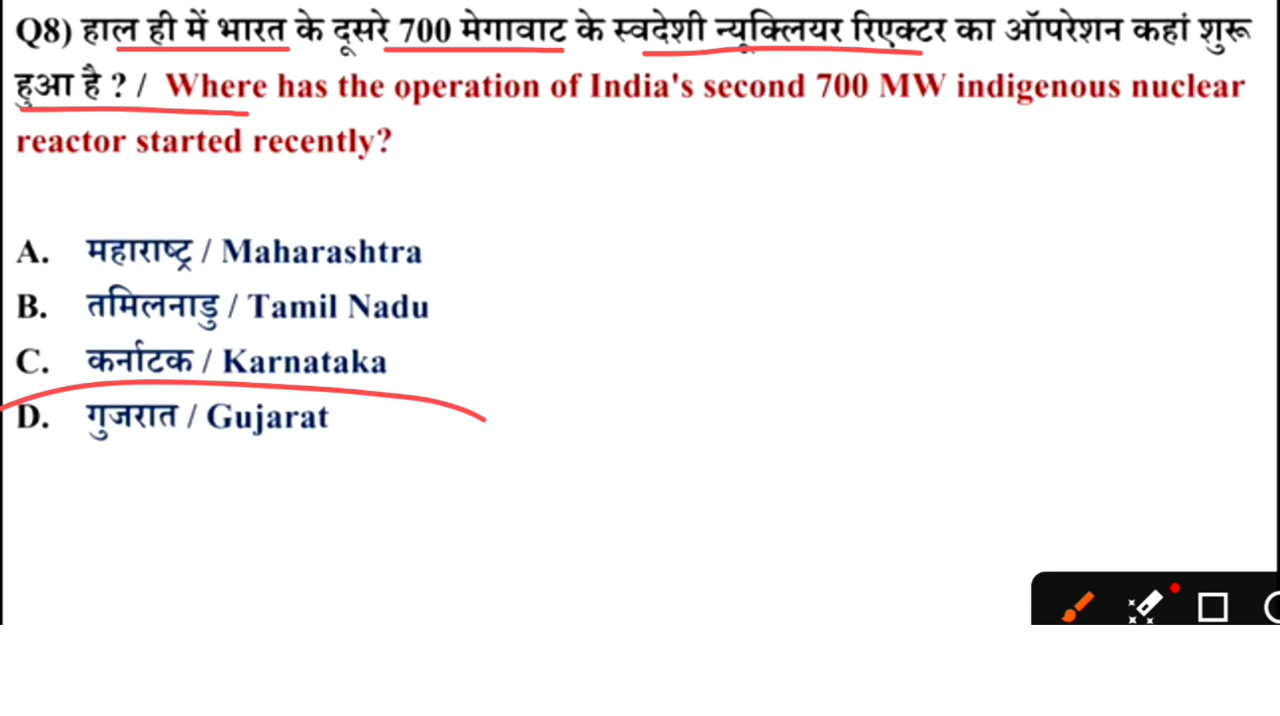 Q8) हाल ही में भारत के दूसरे 700 मेगावाट के स्वदेशी न्यूक्लियर रिएक्टर का ऑपरेशन कहां शुरू
हुआ है ? / Where has the operation of India's second 700 MW indigenous nuclear
reactor started recently?
A. महाराष्ट्र / Maharashtra
B. तमिलनाडु / Tamil Nadu
C. कर्नाटक / Karnataka
D. गुजरात / Gujarat